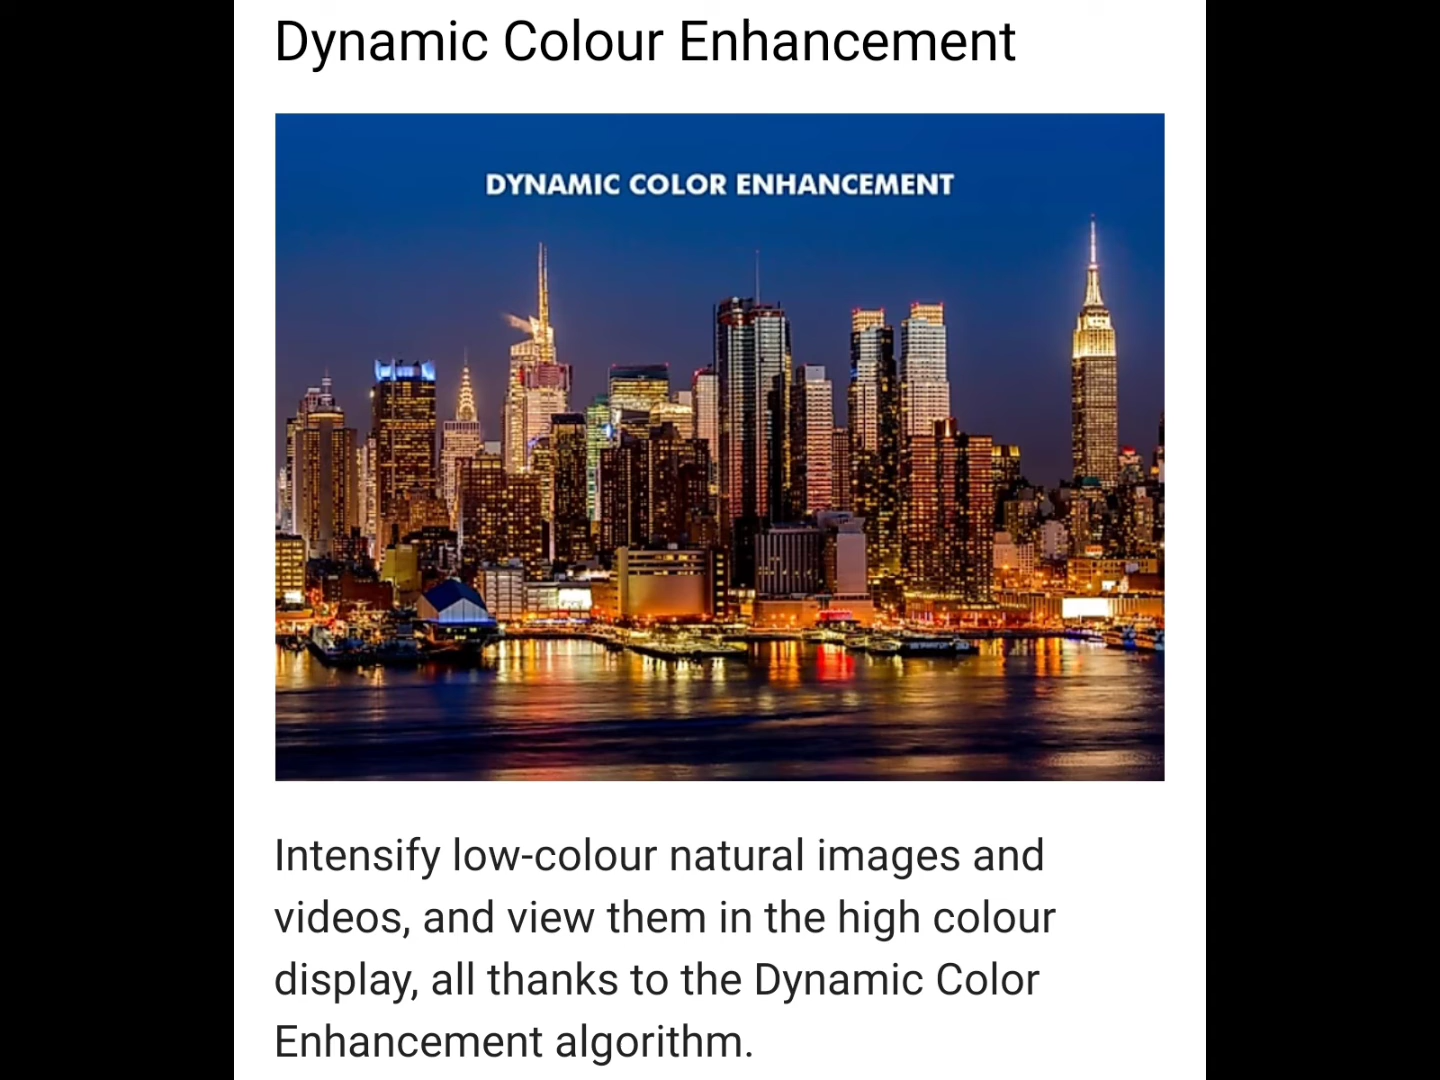 Dynamic Colour Enhancement
DYNAMIC COLOR ENHANCEMENT
Intensify low-colour natural images and
videos, and view them in the high colour
display, all thanks to the Dynamic Color
Enhancement algorithm.